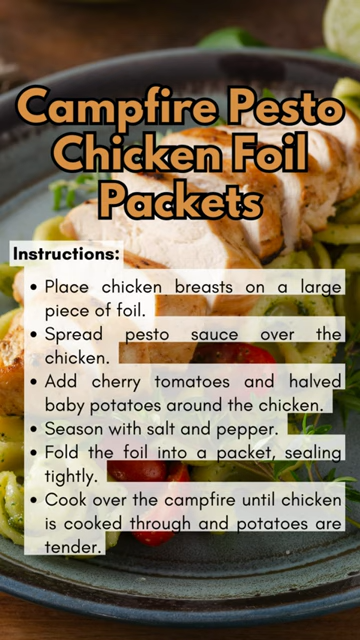 Campfire Pesto
Chicken Foil
Packets
Instructions:
• Place chicken breasts on a large
piece of foil.
• Spread pesto sauce over the
chicken.
• Add cherry tomatoes and halved
baby potatoes around the chicken.
• Season with salt and pepper.
• Fold the foil into a packet, sealing
tightly.
• Cook over the campfire until chicken
is cooked through and potatoes are
tender.